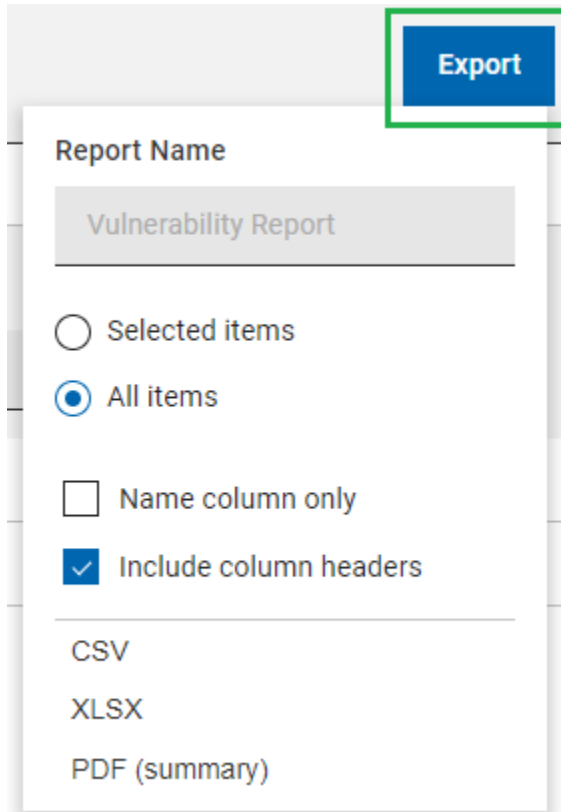 Export
Report Name
Vulnerability Report
Selected items
All items
Name column only
Include column headers
CSV
XLSX
PDF (summary)